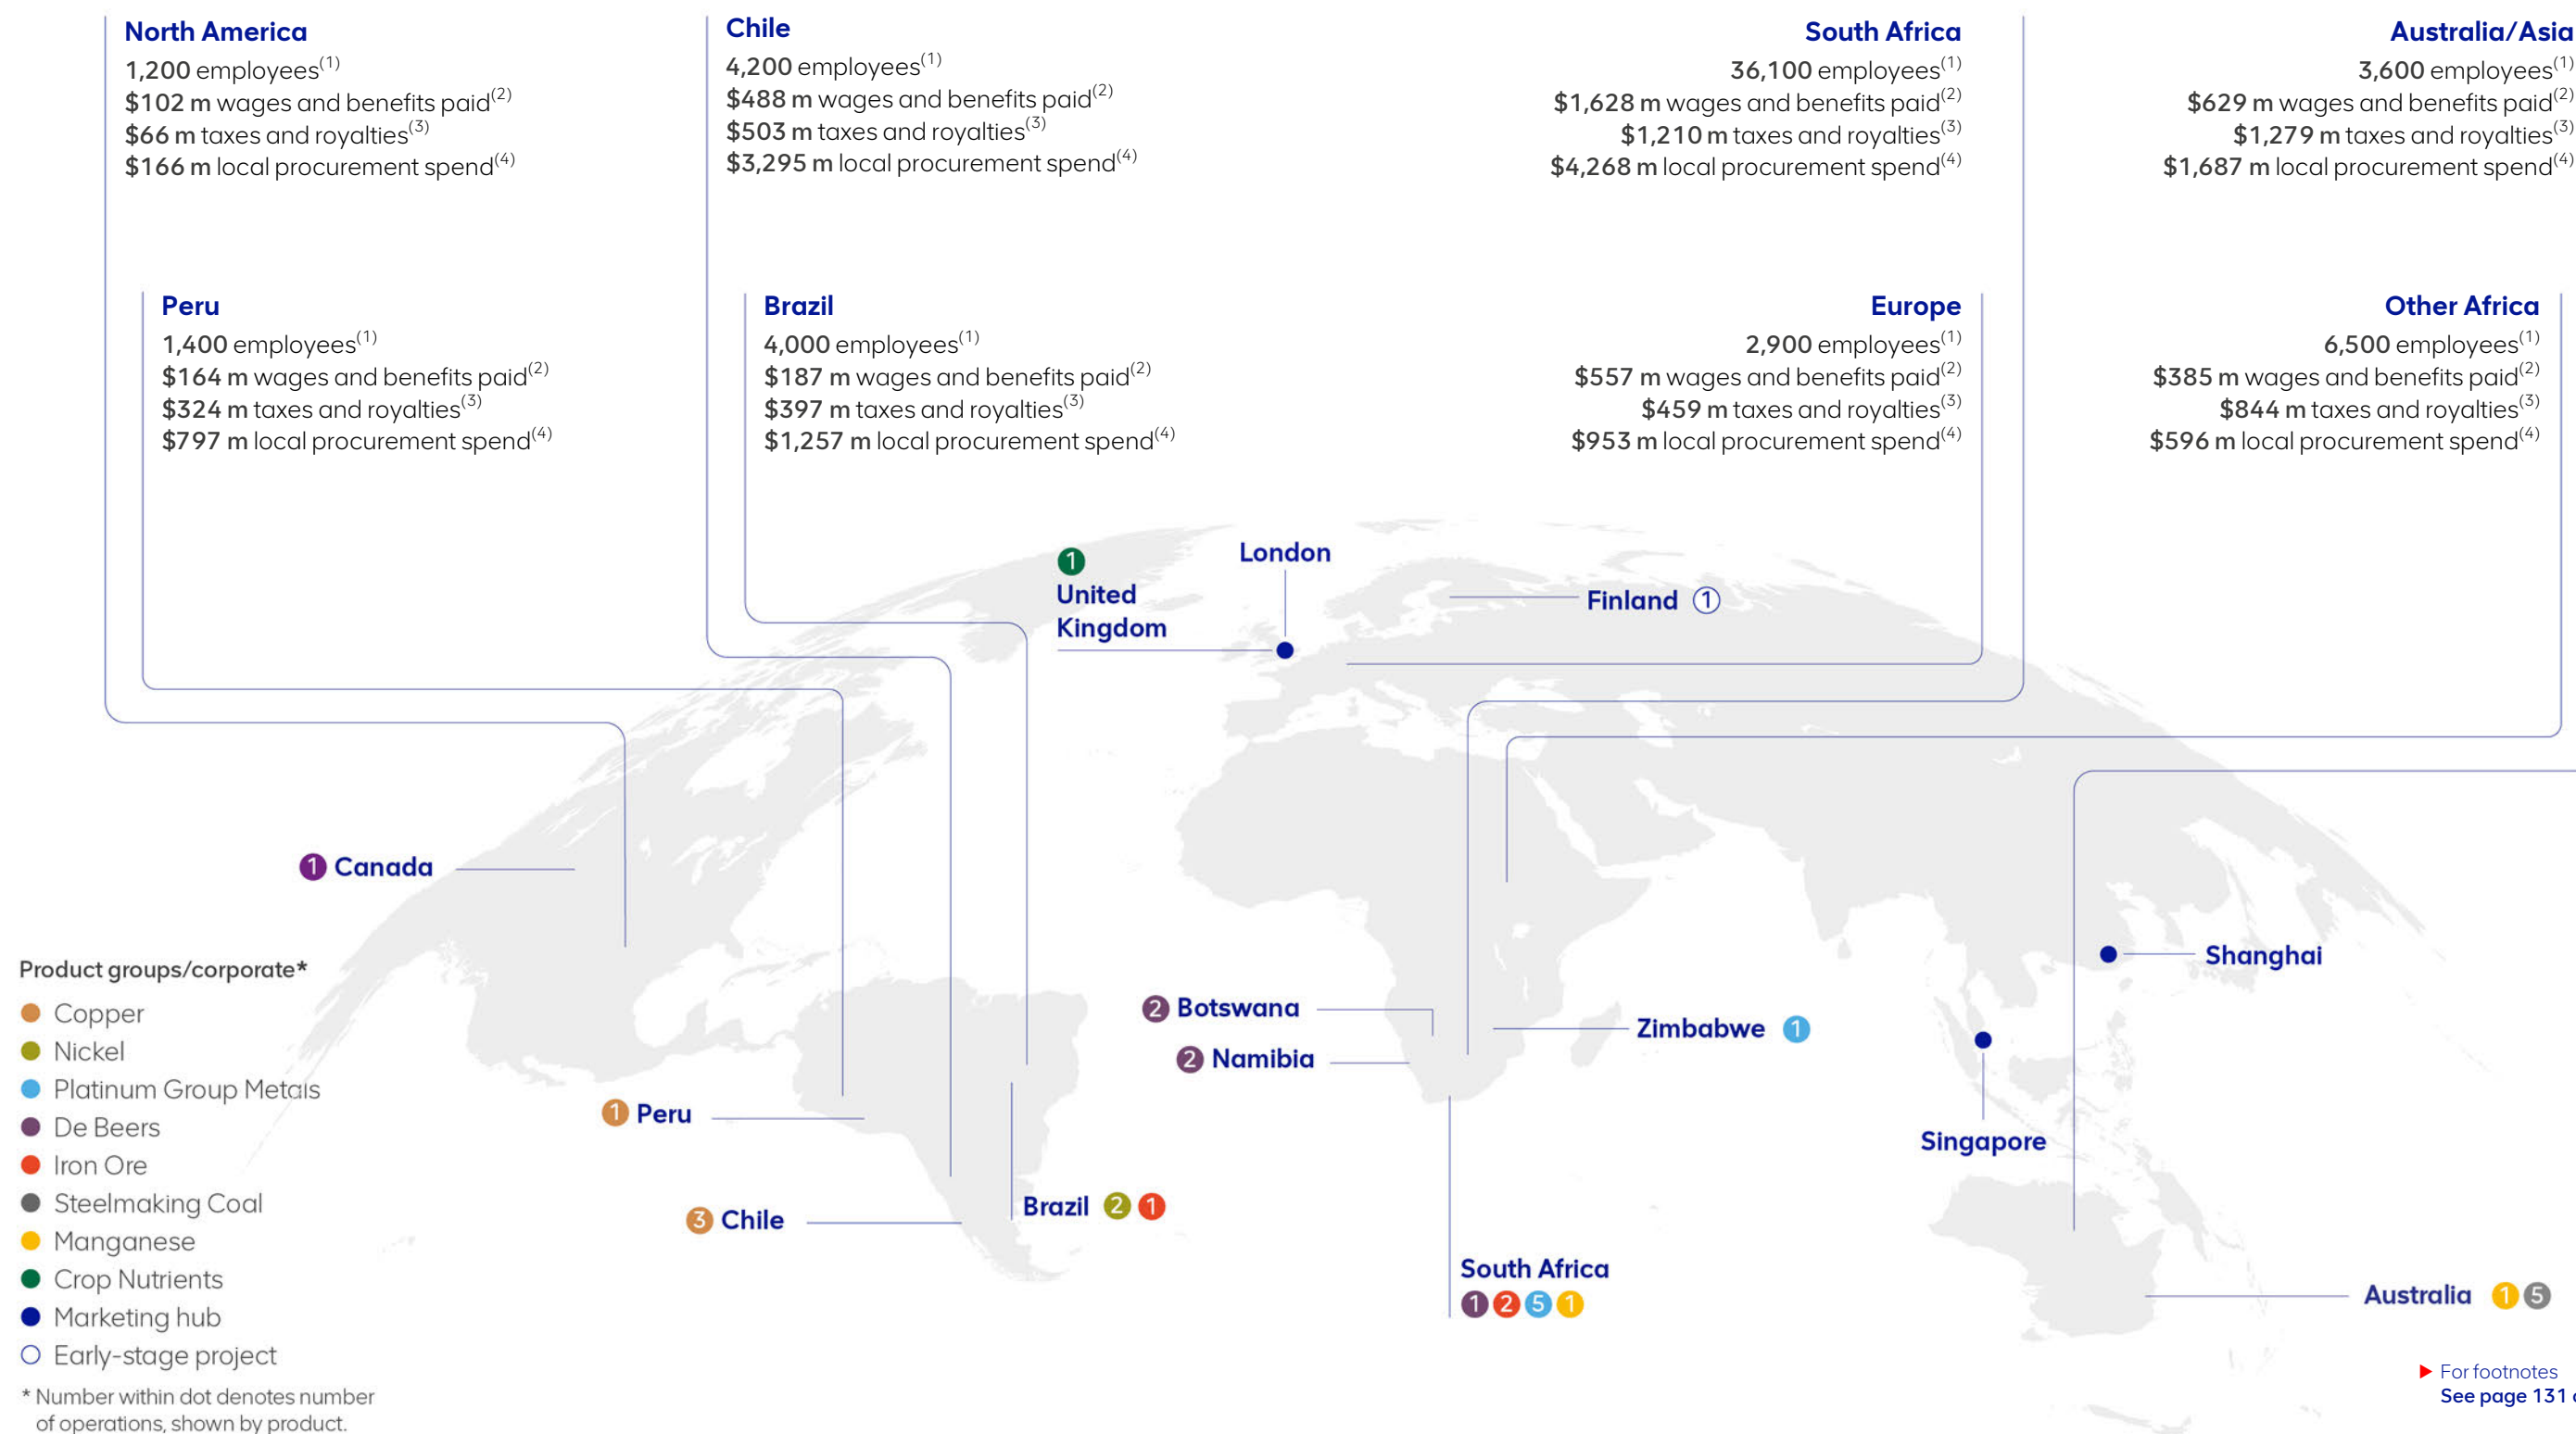 North America
1,200 employees(1)
$102 m wages and benefits paid(2)
$66 m taxes and royalties(3)
$166 m local procurement spend(4)
Chile
4,200 employees(1)
$488 m wages and benefits paid(2)
$503 m taxes and royalties(3)
$3,295 m local procurement spend(4)
South Africa
36,100 employees(1)
$1,628 m wages and benefits paid(2)
$1,210 m taxes and royalties(3)
$4,268 m local procurement spend(4)
Australia/Asia
3,600 employees(1)
$629 m wages and benefits paid(2)
$1,279 m taxes and royalties(3)
$1,687 m local procurement spend(4)
Peru
1,400 employees(1)
$164 m wages and benefits paid(2)
$324 m taxes and royalties(3)
$797 m local procurement spend(4)
Brazil
4,000 employees(1)
$187 m wages and benefits paid(2)
$397 m taxes and royalties(3)
$1,257 m local procurement spend(4)
Europe
2,900 employees(1)
$557 m wages and benefits paid(2)
$459 m taxes and royalties(3)
$953 m local procurement spend(4)
Other Africa
6,500 employees(1)
$385 m wages and benefits paid(2)
$844 m taxes and royalties(3)
$596 m local procurement spend(4)
1
United
Kingdom
London
Finland 1
1 Canada
Shanghai
2 Botswana
Zimbabwe 1
2 Namibia
1 Peru
Singapore
3 Chile
Brazil 2 1
South Africa
1 2 5 1
Australia 1 5
Product groups/corporate*
Copper
Nickel
Platinum Group Metals
De Beers
Iron Ore
Steelmaking Coal
Manganese
Crop Nutrients
Marketing hub
Early-stage project
* Number within dot denotes number
of operations, shown by product.
For footnotes
See page 131